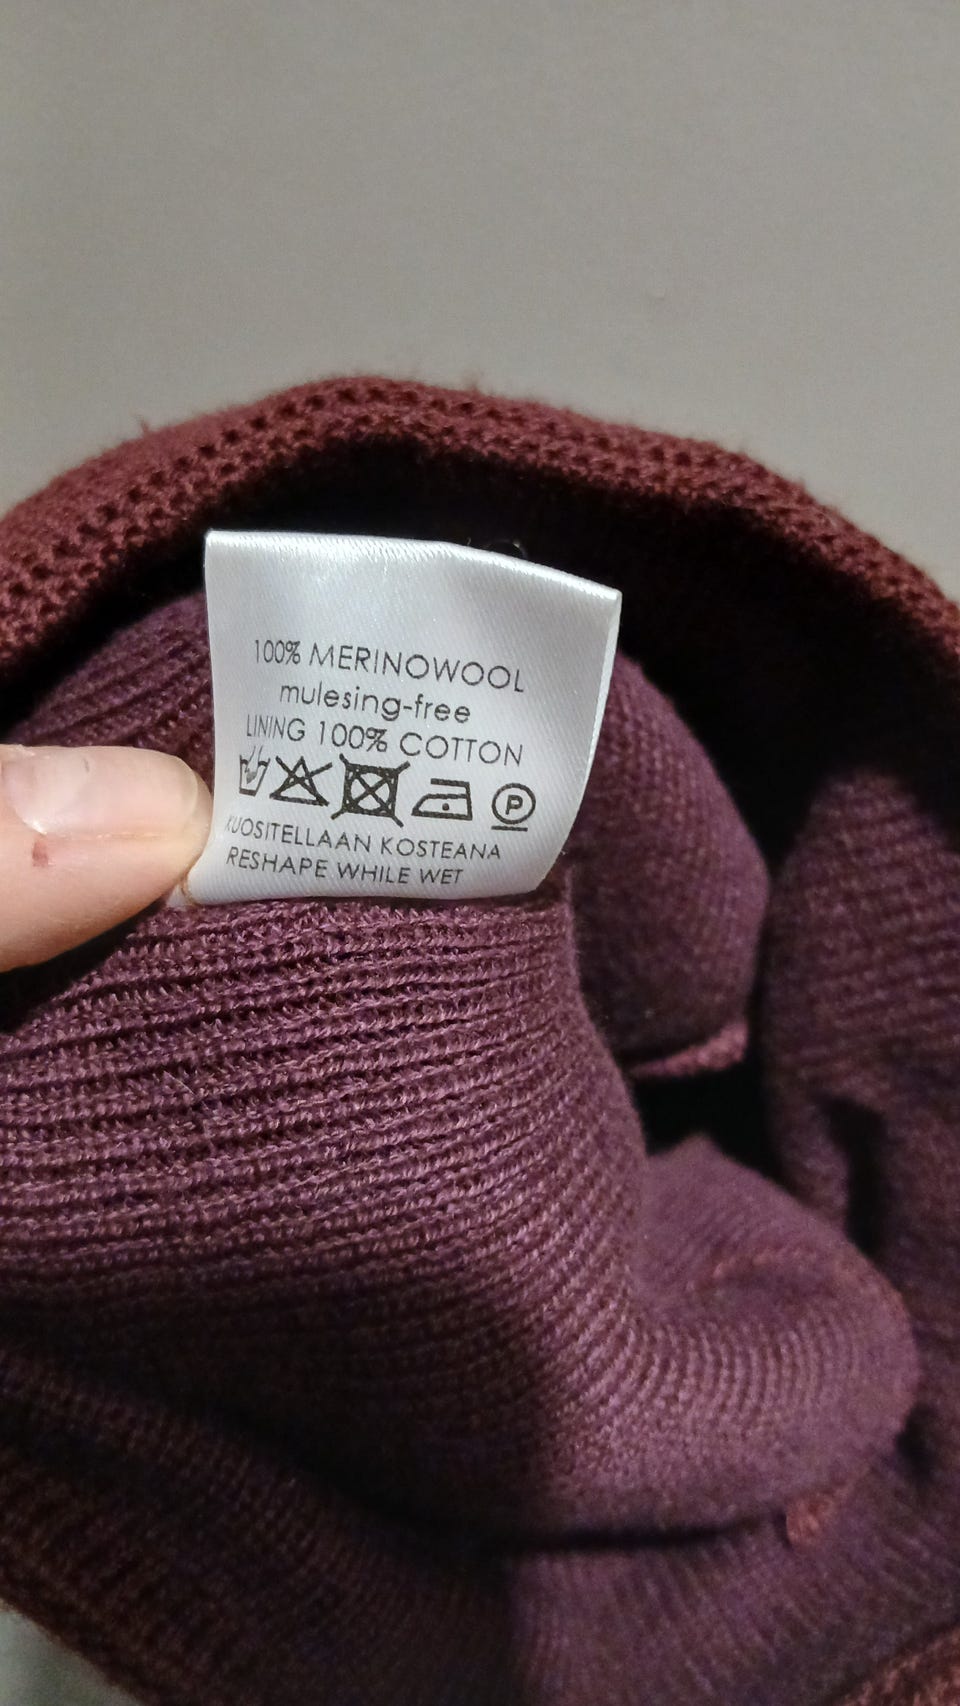 100% MERINOWOOL
mulesing-free
LINING 100% COTTON
P
KUOSITELLAAN KOSTEANA
RESHAPE WHILE WET